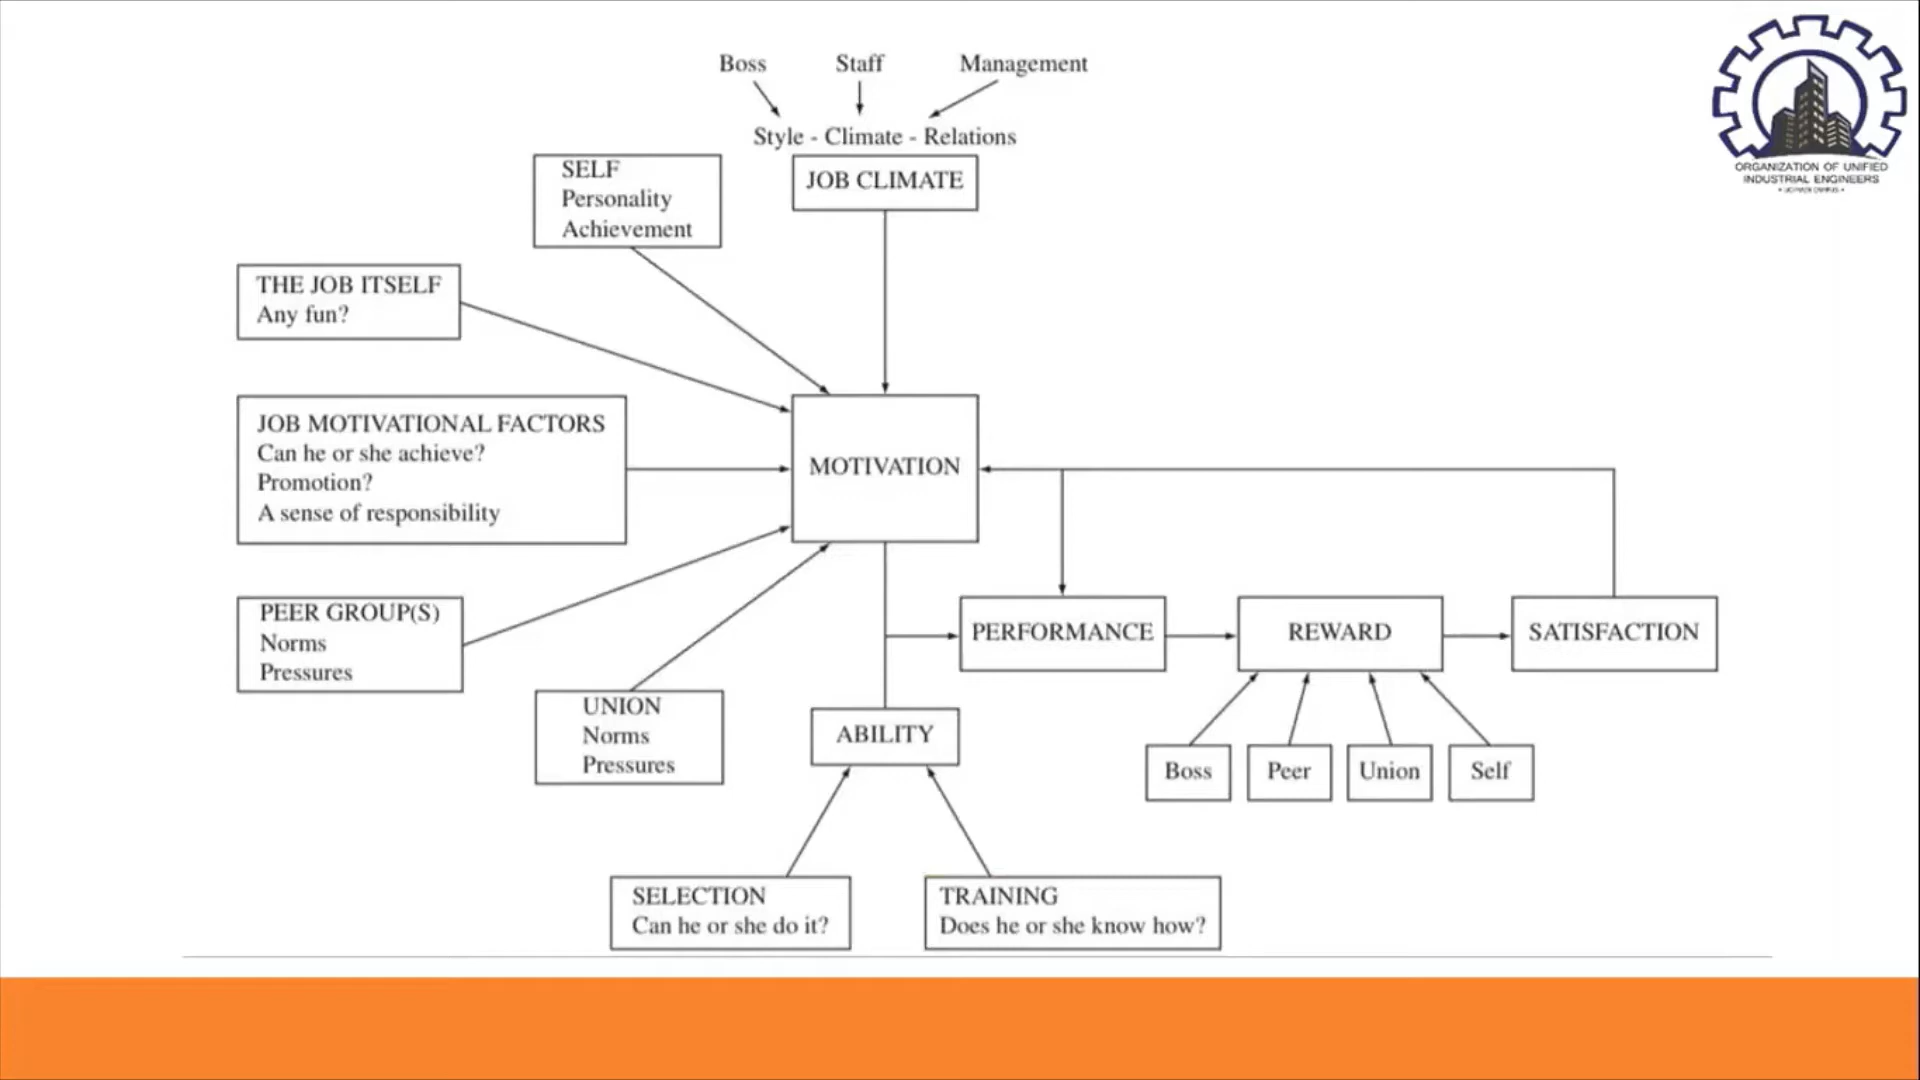 Boss Staff Management
Style - Climate - Relations
JOB CLIMATE
SELF
Personality
Achievement
THE JOB ITSELF
Any fun?
JOB MOTIVATIONAL FACTORS
Can he or she achieve?
Promotion?
A sense of responsibility
MOTIVATION
PEER GROUP(S)
Norms
Pressures
UNION
Norms
Pressures
PERFORMANCE
REWARD
SATISFACTION
ABILITY
Boss
Peer
Union
Self
SELECTION
Can he or she do it?
TRAINING
Does he or she know how?
ORGANIZATION OF UNIFIED
INDUSTRIAL ENGINEERS